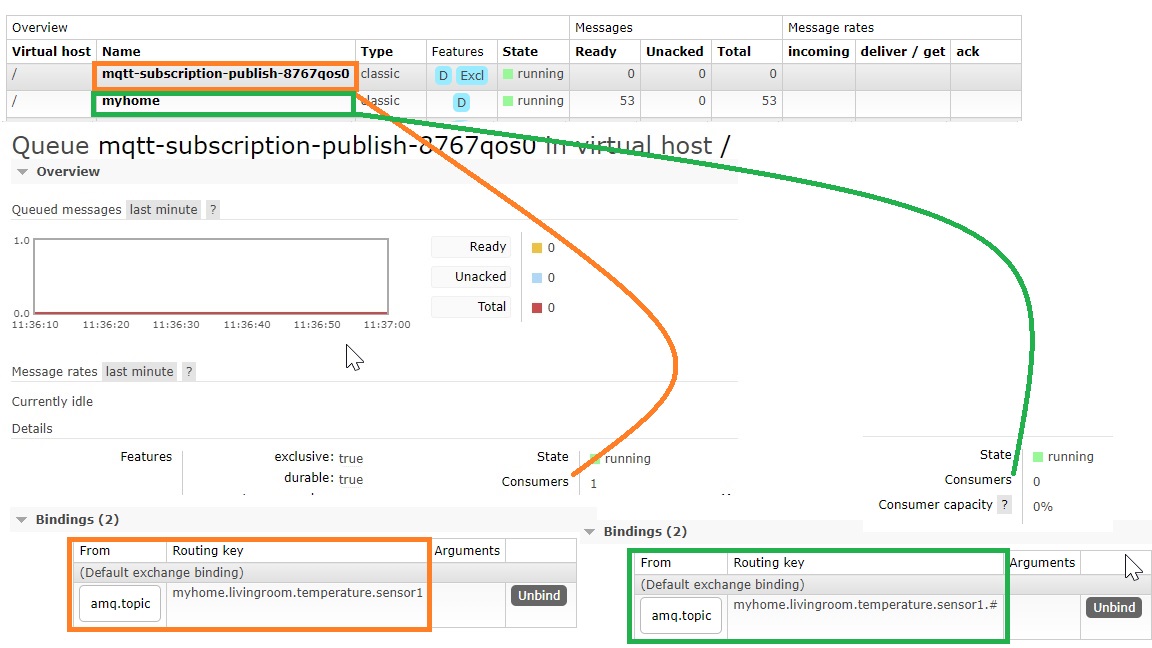 Overview Messages Message rates
Virtual host Name Type Features State Ready Unacked Total incoming deliver / get ack
/ mqtt-subscription-publish-8767qos0 classic D Excl running 0 0 0
/ myhome classic D running 53 0 53
Queue mqtt-subscription-publish-8767qos0 in virtual host /
Overview
Queued messages last minute ?
1.0
0.0
11:36:10 11:36:20 11:36:30 11:36:40 11:36:50 11:37:00
Ready 0
Unacked 0
Total 0
Message rates last minute ?
Currently idle
Details
Features exclusive: true
durable: true
State running
Consumers 1
State running
Consumers 0
Consumer capacity ? 0%
Bindings (2)
From Routing key Arguments
(Default exchange binding)
amq.topic myhome.livingroom.temperature.sensor1 Unbind
Bindings (2)
From Routing key Arguments
(Default exchange binding)
amq.topic myhome.livingroom.temperature.sensor1.# Unbind